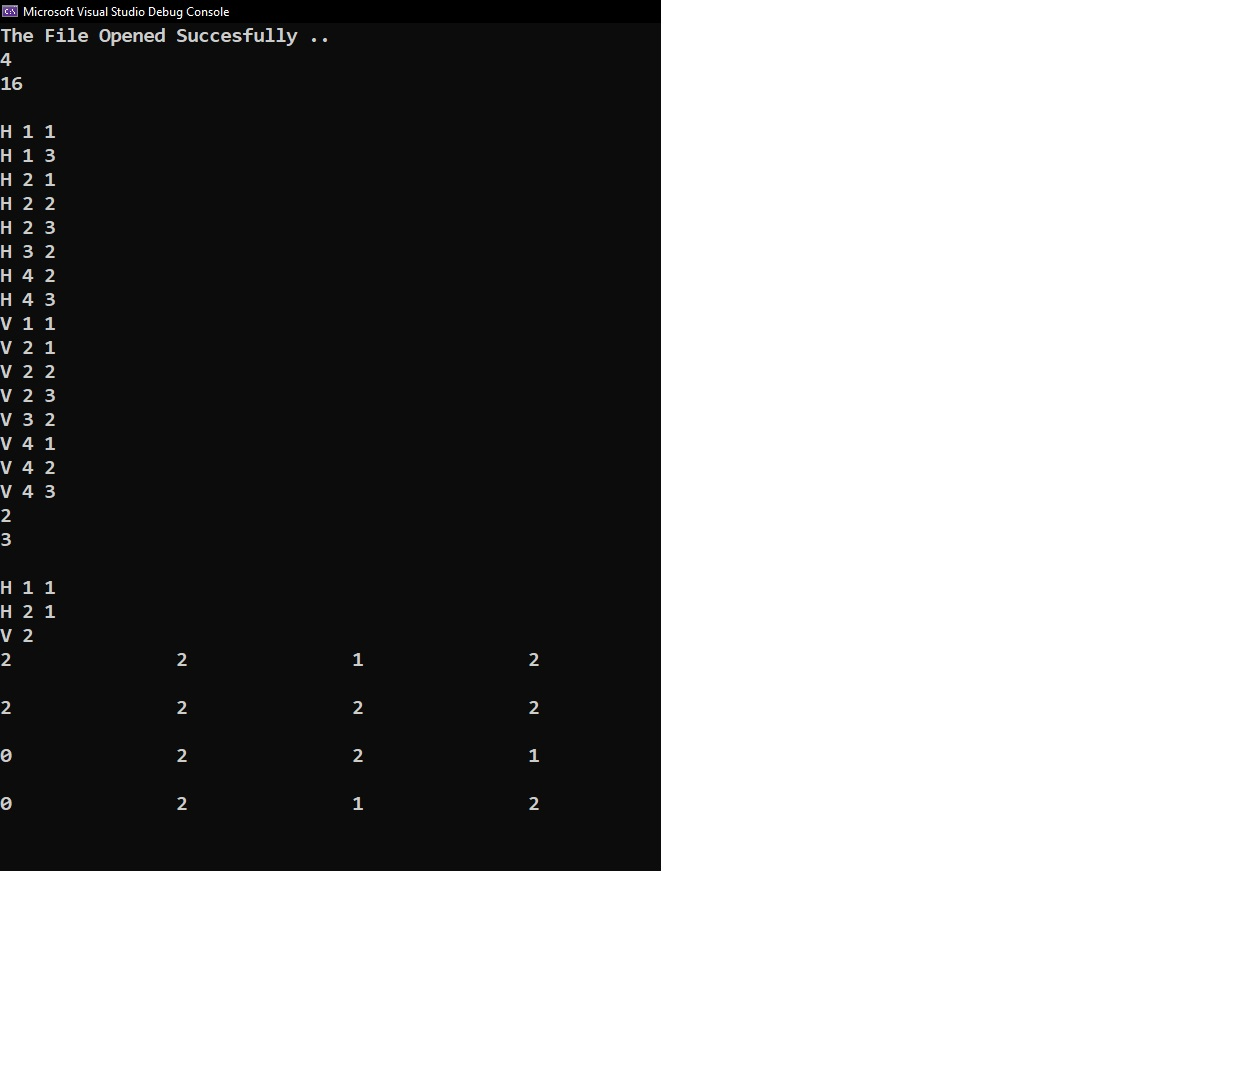 Microsoft Visual Studio Debug Console
The File Opened Succesfully ..
4
16
H 1 1
H 1 3
H 2 1
H 2 2
H 2 3
H 3 2
H 4 2
H 4 3
V 1 1
V 2 1
V 2 2
V 2 3
V 3 2
V 4 1
V 4 2
V 4 3
2
3
H 1 1
H 2 1
V 2
2 2 1 2
2 2 2 2
0 2 2 1
0 2 1 2